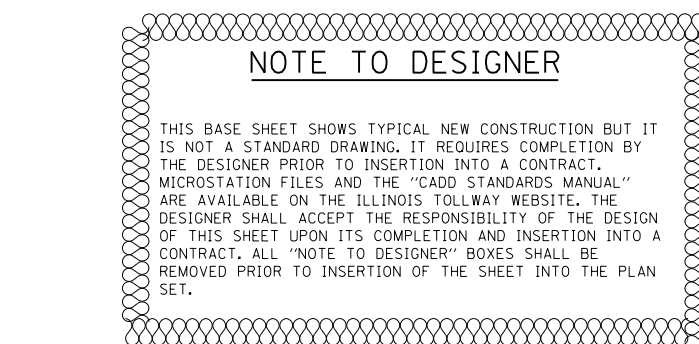 NOTE TO DESIGNER
THIS BASE SHEET SHOWS TYPICAL NEW CONSTRUCTION BUT IT
IS NOT A STANDARD DRAWING. IT REQUIRES COMPLETION BY
THE DESIGNER PRIOR TO INSERTION INTO A CONTRACT.
MICROSTATION FILES AND THE "CADD STANDARDS MANUAL"
ARE AVAILABLE ON THE ILLINOIS TOLLWAY WEBSITE. THE
DESIGNER SHALL ACCEPT THE RESPONSIBILITY OF THE DESIGN
OF THIS SHEET UPON ITS COMPLETION AND INSERTION INTO A
CONTRACT. ALL "NOTE TO DESIGNER" BOXES SHALL BE
REMOVED PRIOR TO INSERTION OF THE SHEET INTO THE PLAN
SET.